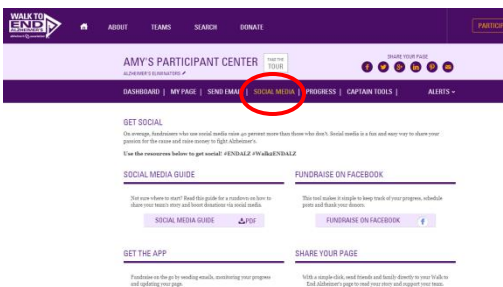 WALK TO
END
ALZHEIMER'S
ABOUT TEAMS SEARCH DONATE
PARTICIP
AMY'S PARTICIPANT CENTER
TAKE THE
TOUR
SHARE YOUR PAGE
ALZHEIMER'S ELIMINATORS
DASHBOARD | MY PAGE | SEND EMAI | SOCIAL MEDIA | PROGRESS | CAPTAIN TOOLS | ALERTS
GET SOCIAL
On average, fundraisers who use social media raise 40 percent more than those who don't. Social media is a fun and easy way to share your
passion for the cause and raise money to fight Alzheimer's.
Use the resources below to get social! #ENDALZ #Walk2ENDALZ
SOCIAL MEDIA GUIDE
Not sure where to start? Read this guide for a rundown on how to
share your team's story and boost donations via social media.
SOCIAL MEDIA GUIDE PDF
FUNDRAISE ON FACEBOOK
This tool makes it simple to keep track of your progress, schedule
posts and thank your donors.
FUNDRAISE ON FACEBOOK f
GET THE APP
Fundraise on the go by sending emails, monitoring your progress
and updating your page.
SHARE YOUR PAGE
With a simple click, send friends and family directly to your Walk to
End Alzheimer's page to read your story and support your team.